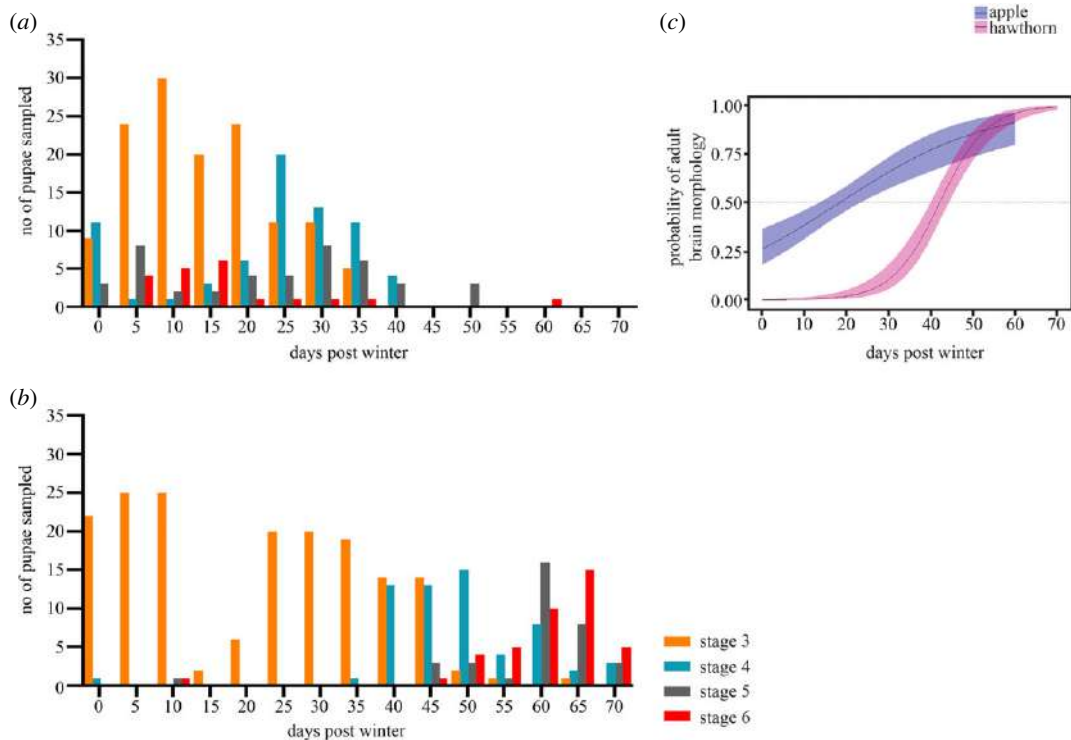 (a)
35
30
25
20
15
10
5
0
no of pupae sampled
0 5 10 15 20 25 30 35 40 45 50 55 60 65 70
days post winter
(c)
apple
hawthorn
1.00
0.75
0.50
0.25
0.00
probability of adult
brain morphology
0 10 20 30 40 50 60 70
days post winter
(b)
35
30
25
20
15
10
5
0
no of pupae sampled
0 5 10 15 20 25 30 35 40 45 50 55 60 65 70
days post winter
stage 3
stage 4
stage 5
stage 6